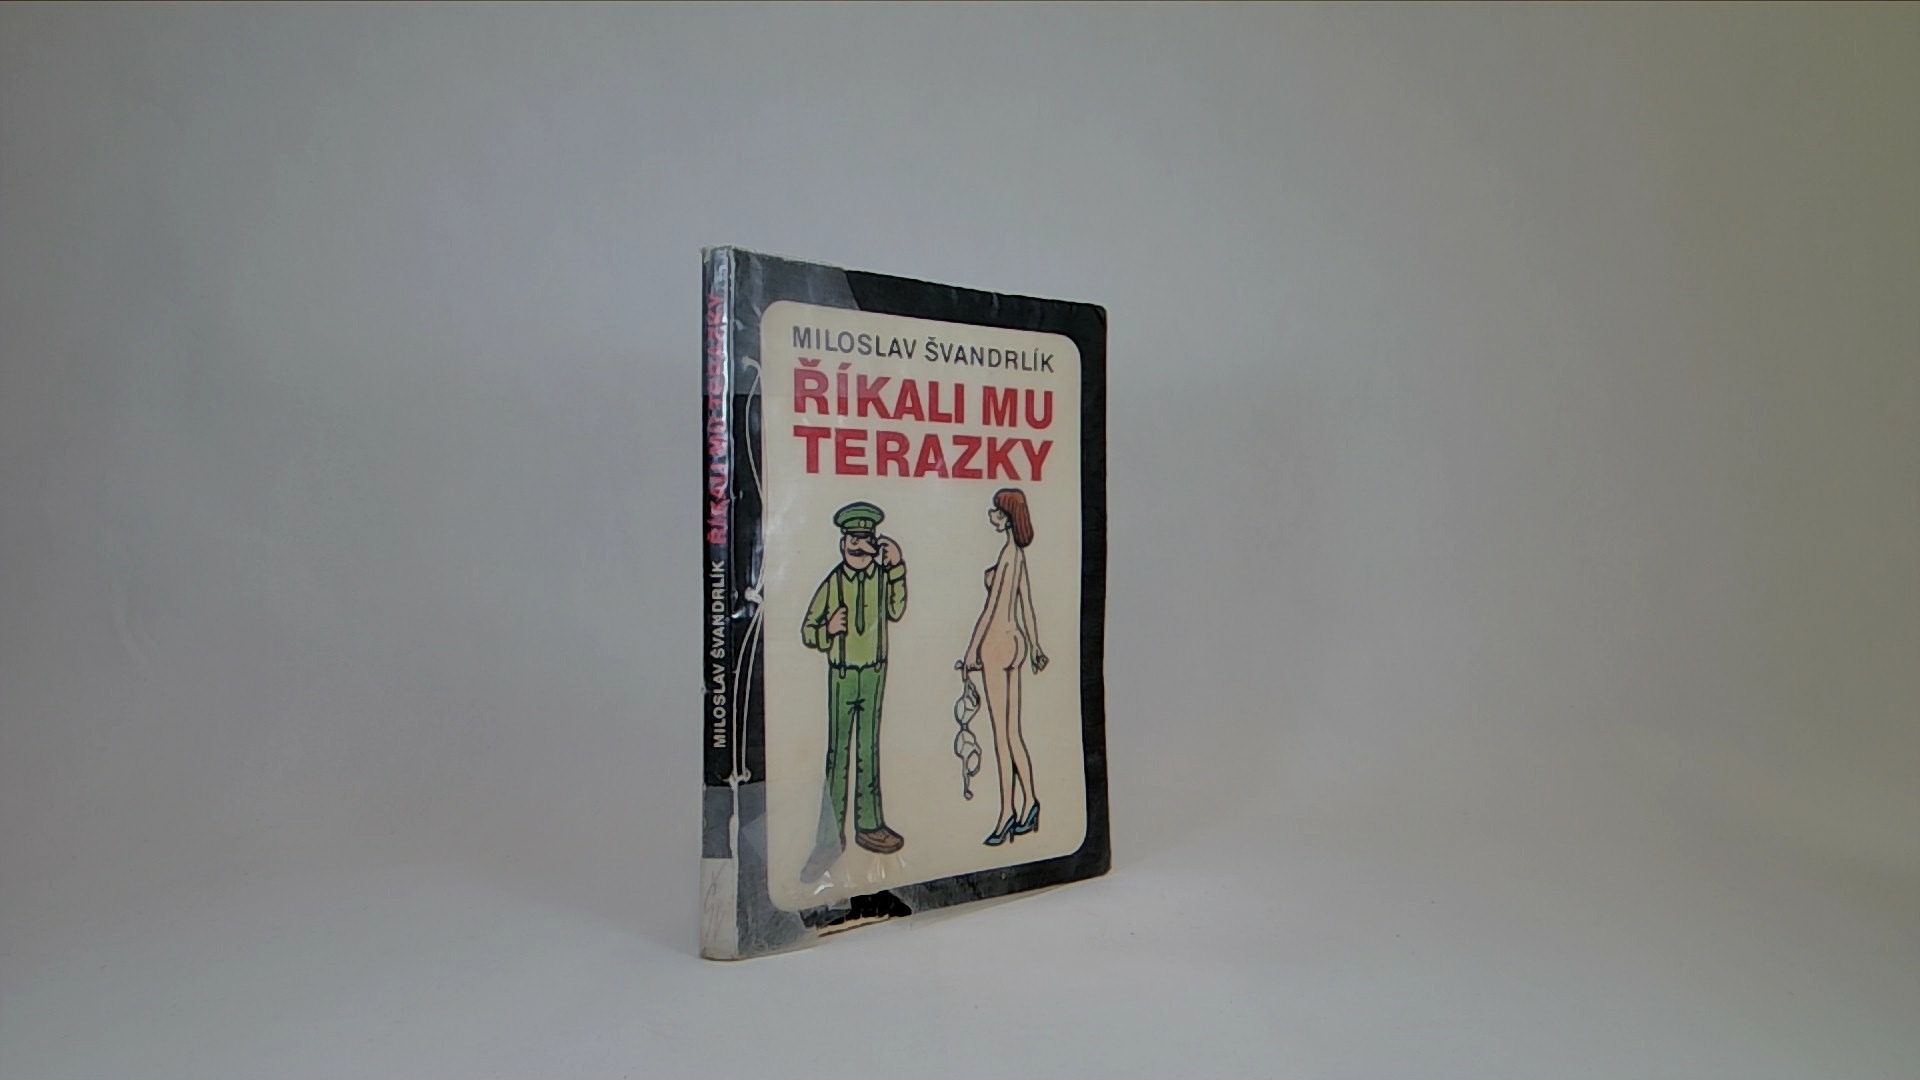 MILOSLAV ŠVANDRLÍK
ŘÍKALI MU
TERAZKY
MILOSLAV ŠVANDRLÍK ŘÍKALI MU TERAZKY